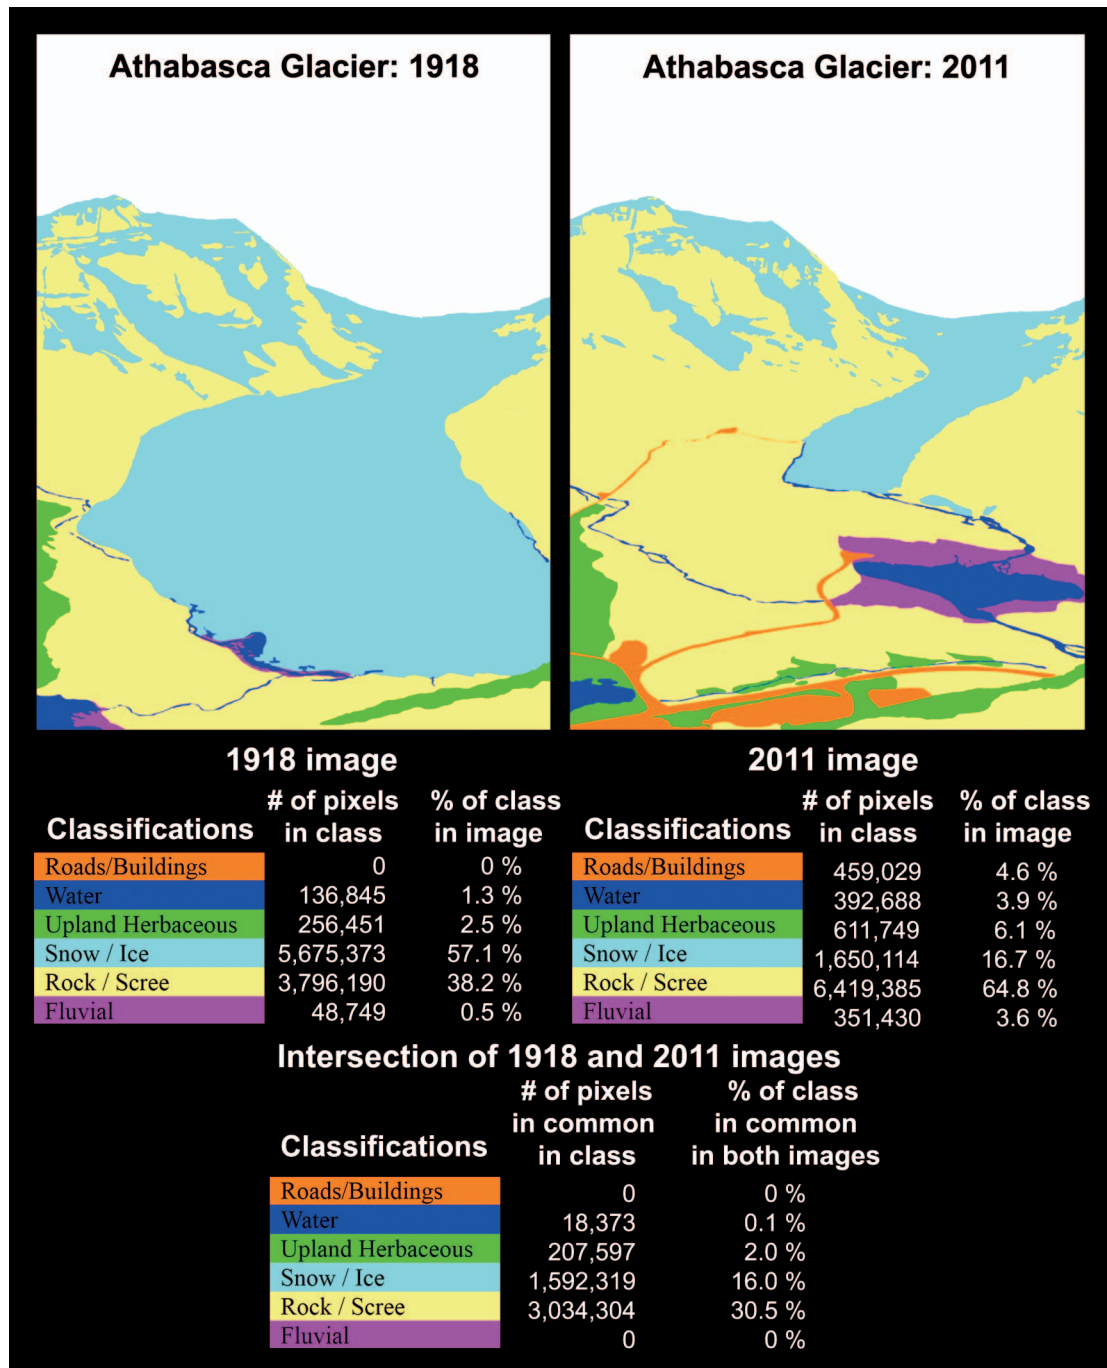 Athabasca Glacier: 1918
Athabasca Glacier: 2011
1918 image
Classifications
# of pixels
in class
% of class
in image
Roads/Buildings 0 0 %
Water 136,845 1.3 %
Upland Herbaceous 256,451 2.5 %
Snow / Ice 5,675,373 57.1 %
Rock / Scree 3,796,190 38.2 %
Fluvial 48,749 0.5 %
2011 image
Classifications
# of pixels
in class
% of class
in image
Roads/Buildings 459,029 4.6 %
Water 392,688 3.9 %
Upland Herbaceous 611,749 6.1 %
Snow / Ice 1,650,114 16.7 %
Rock / Scree 6,419,385 64.8 %
Fluvial 351,430 3.6 %
Intersection of 1918 and 2011 images
Classifications
# of pixels
in common
in class
% of class
in common
in both images
Roads/Buildings 0 0 %
Water 18,373 0.1 %
Upland Herbaceous 207,597 2.0 %
Snow / Ice 1,592,319 16.0 %
Rock / Scree 3,034,304 30.5 %
Fluvial 0 0 %